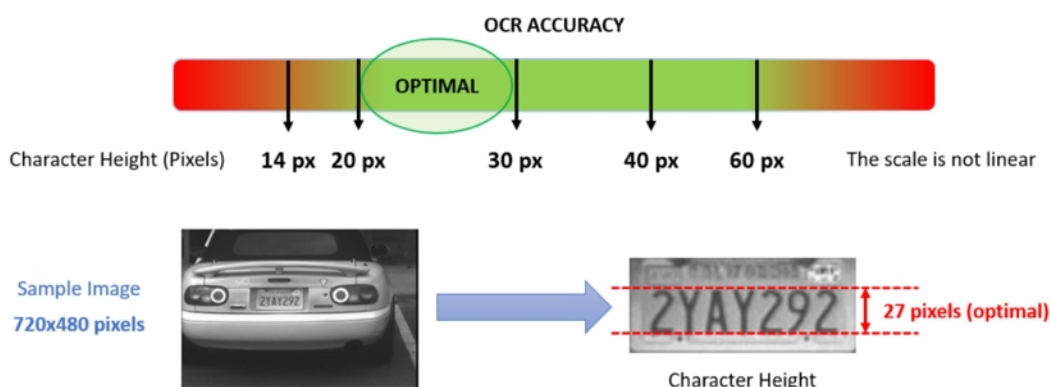 OCR ACCURACY
OPTIMAL
Character Height (Pixels) 14 px 20 px 30 px 40 px 60 px The scale is not linear
Sample Image
720x480 pixels
2YAY292
2YAY292
27 pixels (optimal)
Character Height